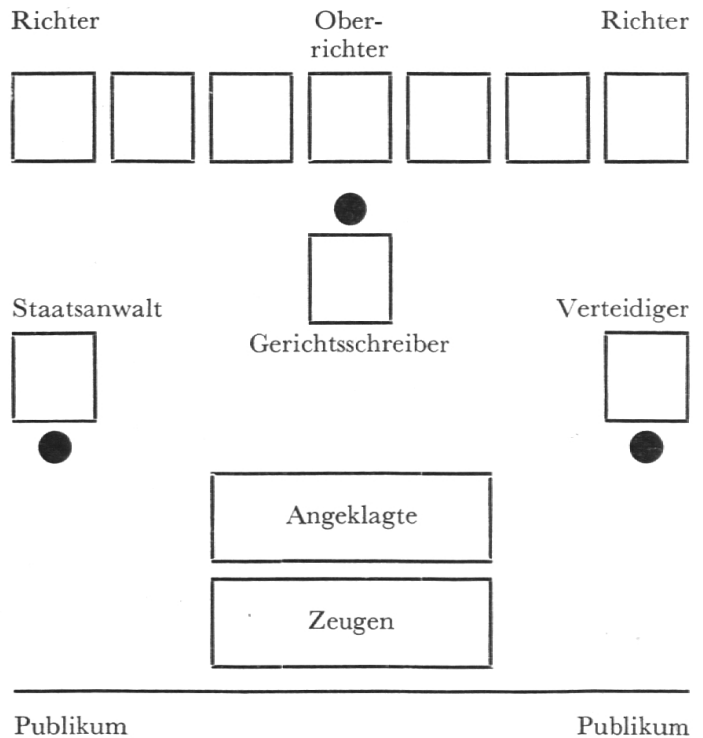 Richter Ober- Richter
richter
Staatsanwalt Verteidiger
Gerichtsschreiber
Angeklagte
Zeugen
Publikum Publikum